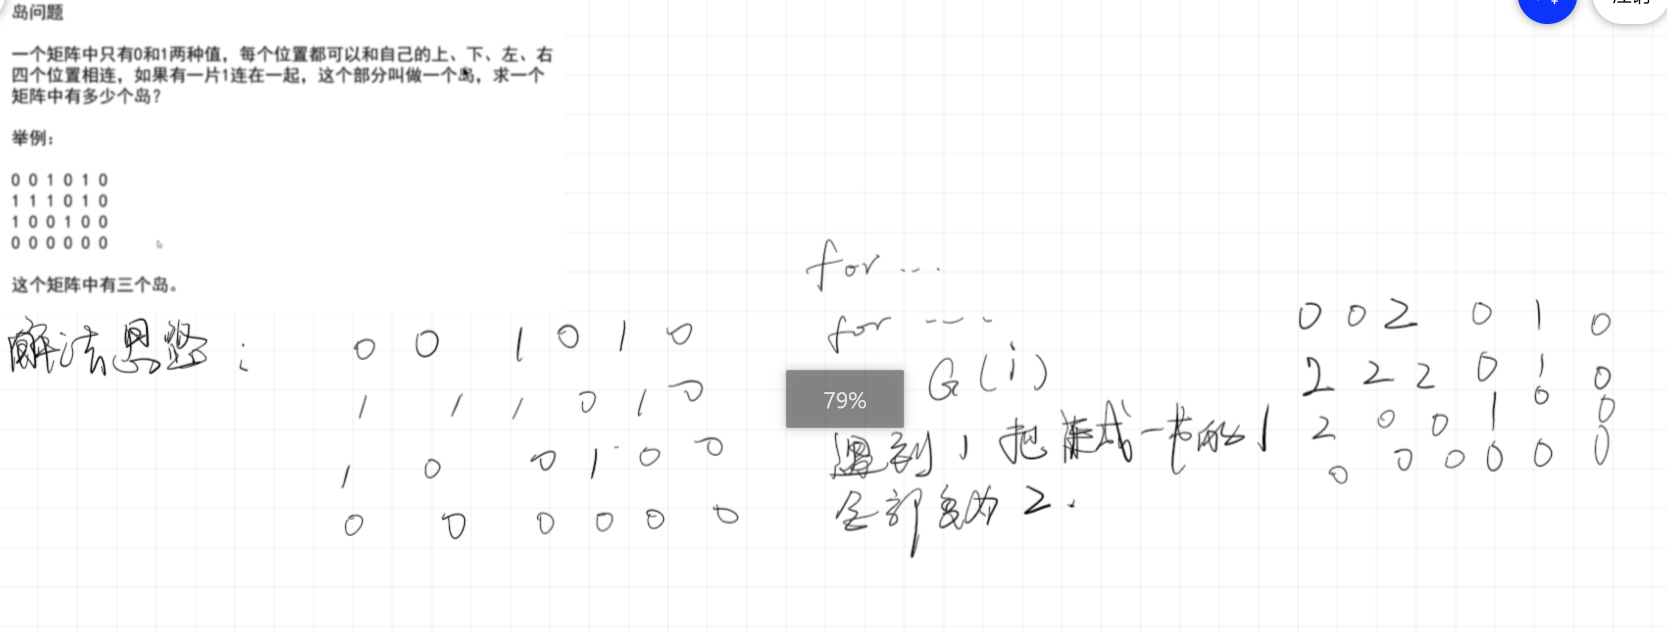 岛问题
一个矩阵中只有0和1两种值，每个位置都可以和自己的上、下、左、右
四个位置相连，如果有一片1连在一起，这个部分叫做一个岛，求一个
矩阵中有多少个岛？
举例：
0 0 1 0 1 0
1 1 1 0 1 0
1 0 0 1 0 0
0 0 0 0 0 0
这个矩阵中有三个岛。
解法思路：
0 0 1 0 1 0
1 1 1 0 1 0
1 0 0 1 0 0
0 0 0 0 0 0
for ...
for ...
G(i)
79%
遇到1把连成一片的1
全部变为2.
0 0 2 0 1 0
2 2 2 0 1 0
2 0 0 1 0 0
0 0 0 0 0 0